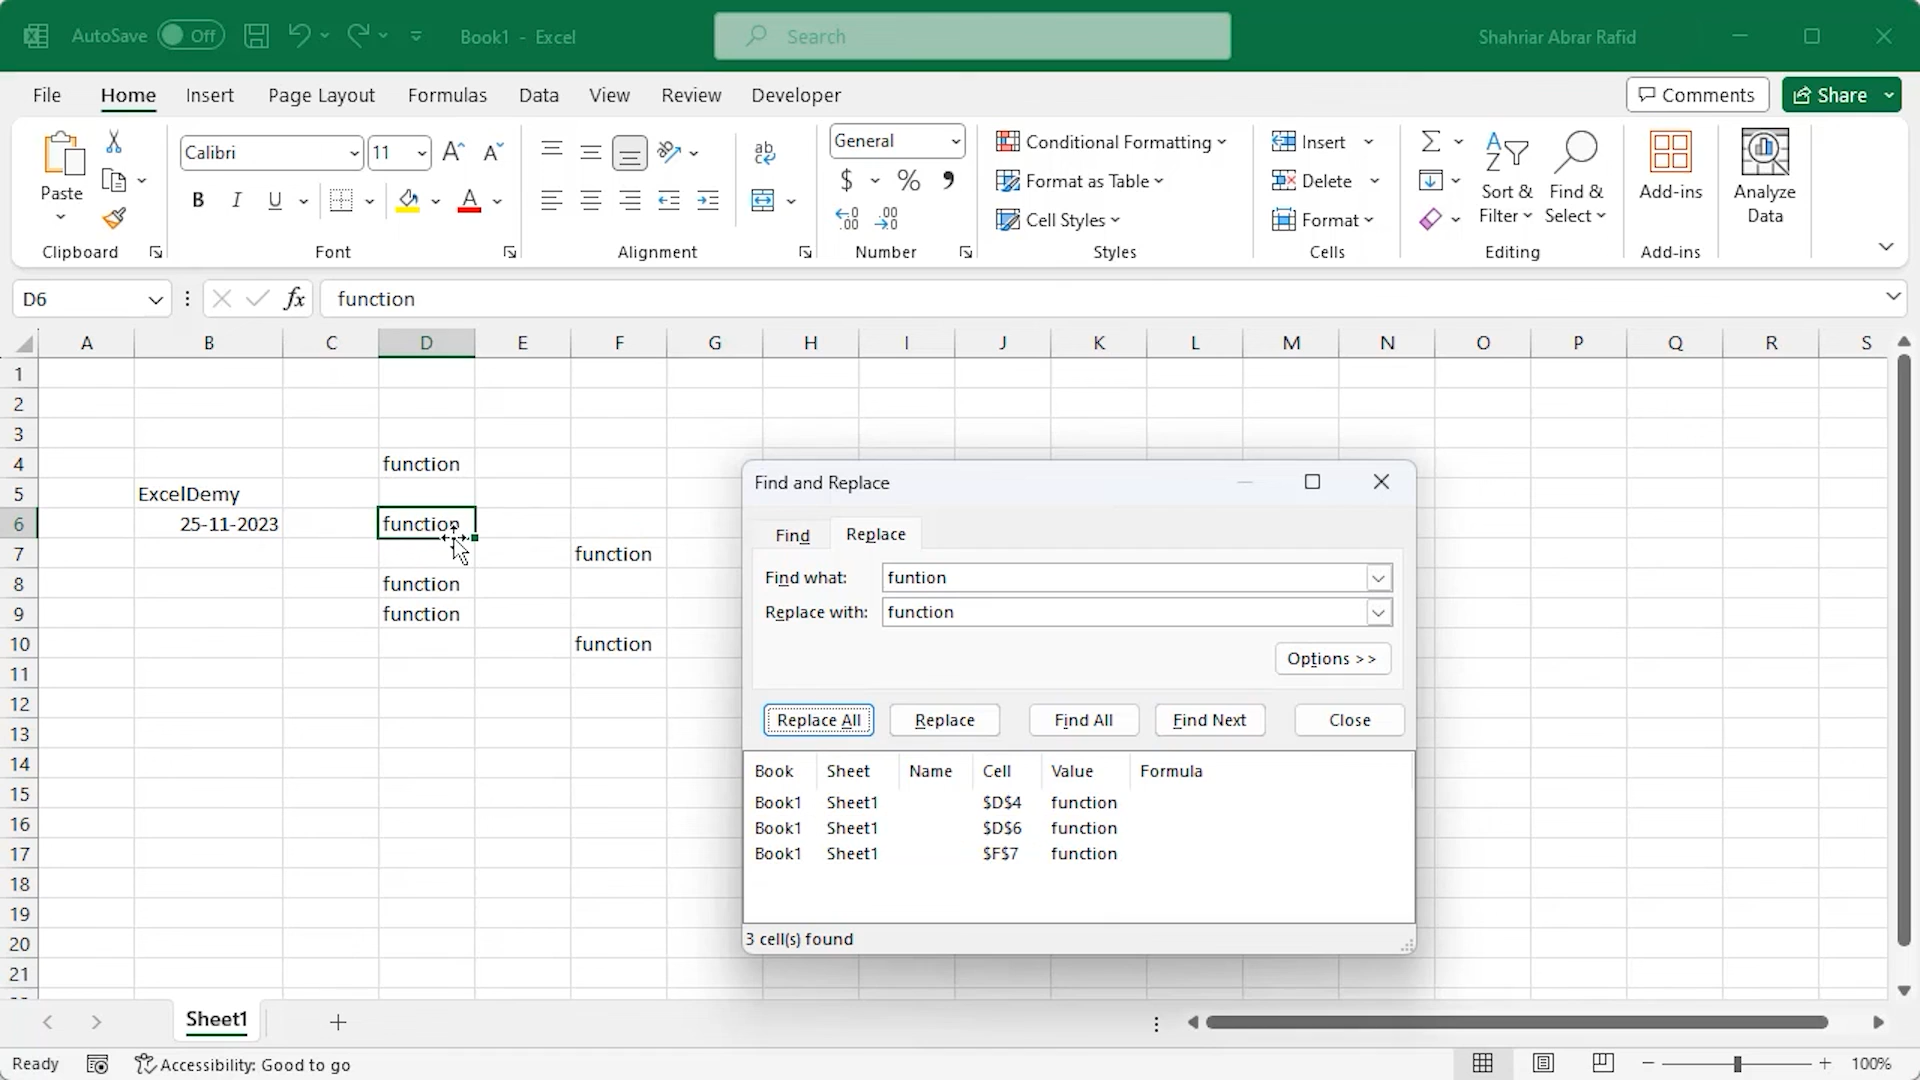 AutoSave Off Book1 - Excel Search Shahriar Abrar Rafid
File Home Insert Page Layout Formulas Data View Review Developer Comments Share
Calibri 11 A A ab General Conditional Formatting Insert Σ A Z
Paste $ % , Format as Table Delete Sort & Filter Find & Select Add-ins Analyze Data
B I U A .00 .00 Cell Styles Format
Clipboard Font Alignment Number Styles Cells Editing Add-ins
D6 fx function
A B C D E F G H I J K L M N O P Q R S
1
2
3
4 function
5 ExcelDemy
6 25-11-2023 function
7 function
8 function
9 function
10 function
11
12
13
14
15
16
17
18
19
20
21
Find and Replace
Find Replace
Find what: funtion
Replace with: function
Options >>
Replace All Replace Find All Find Next Close
Book Sheet Name Cell Value Formula
Book1 Sheet1 $D$4 function
Book1 Sheet1 $D$6 function
Book1 Sheet1 $F$7 function
3 cell(s) found
Sheet1
Ready Accessibility: Good to go 100%